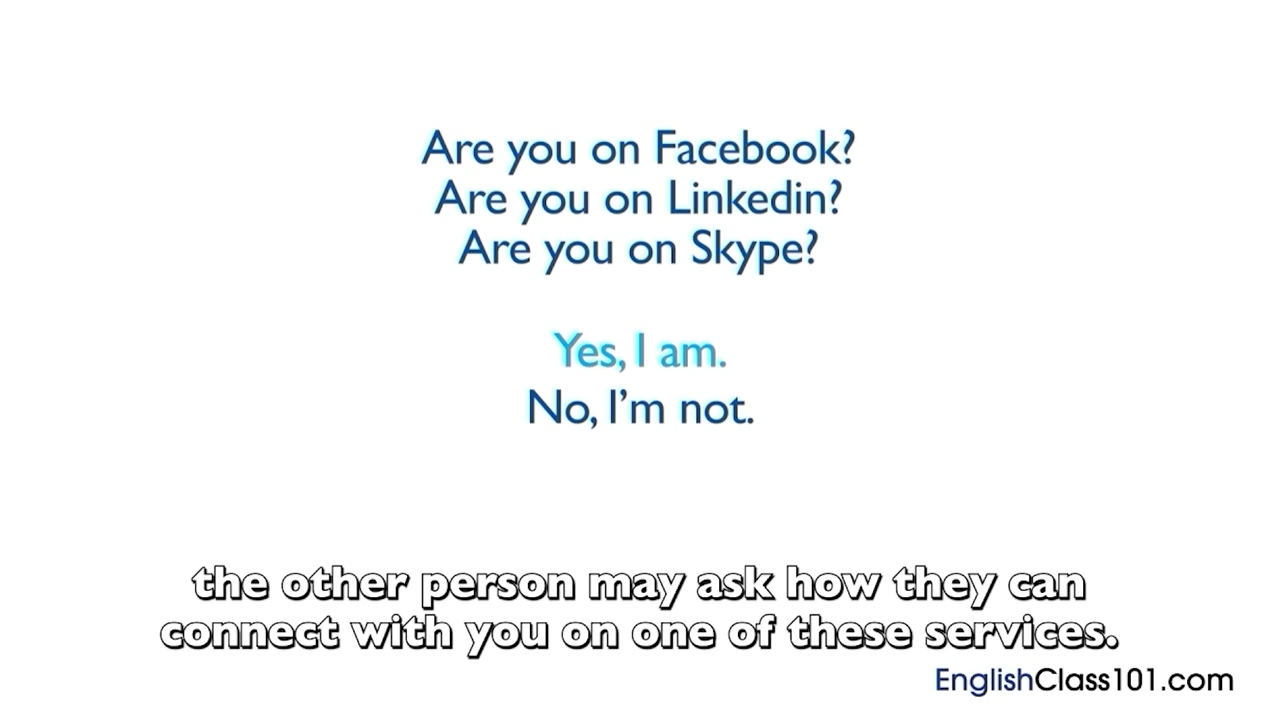 Are you on Facebook?
Are you on Linkedin?
Are you on Skype?
Yes, I am.
No, I'm not.
the other person may ask how they can
connect with you on one of these services.
EnglishClass101.com